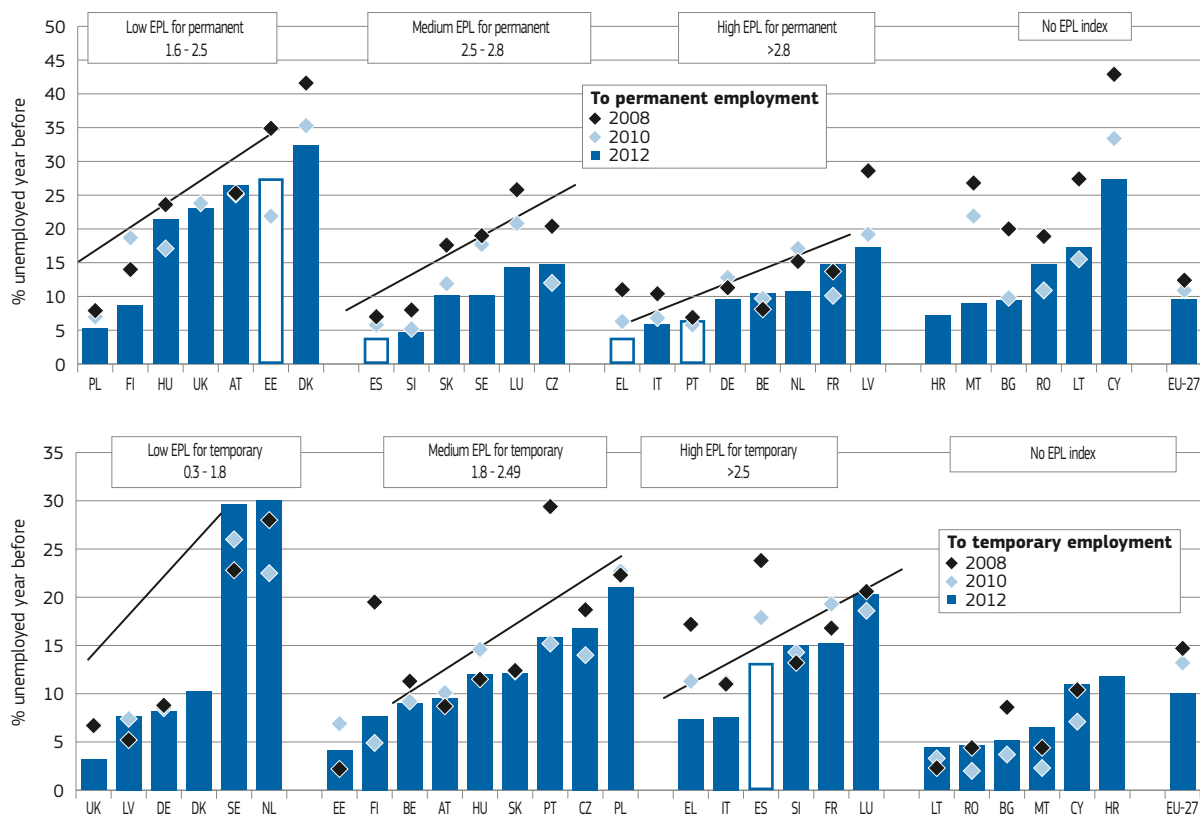 Low EPL for permanent
1.6 - 2.5
Medium EPL for permanent
2.5 - 2.8
High EPL for permanent
>2.8
No EPL index
To permanent employment
2008
2010
2012
% unemployed year before
50
45
40
35
30
25
20
15
10
5
0
PL FI HU UK AT EE DK ES SI SK SE LU CZ EL IT PT DE BE NL FR LV HR MT BG RO LT CY EU-27
Low EPL for temporary
0.3 - 1.8
Medium EPL for temporary
1.8 - 2.49
High EPL for temporary
>2.5
No EPL index
To temporary employment
2008
2010
2012
% unemployed year before
35
30
25
20
15
10
5
0
UK LV DE DK SE NL EE FI BE AT HU SK PT CZ PL EL IT ES SI FR LU LT RO BG MT CY HR EU-27